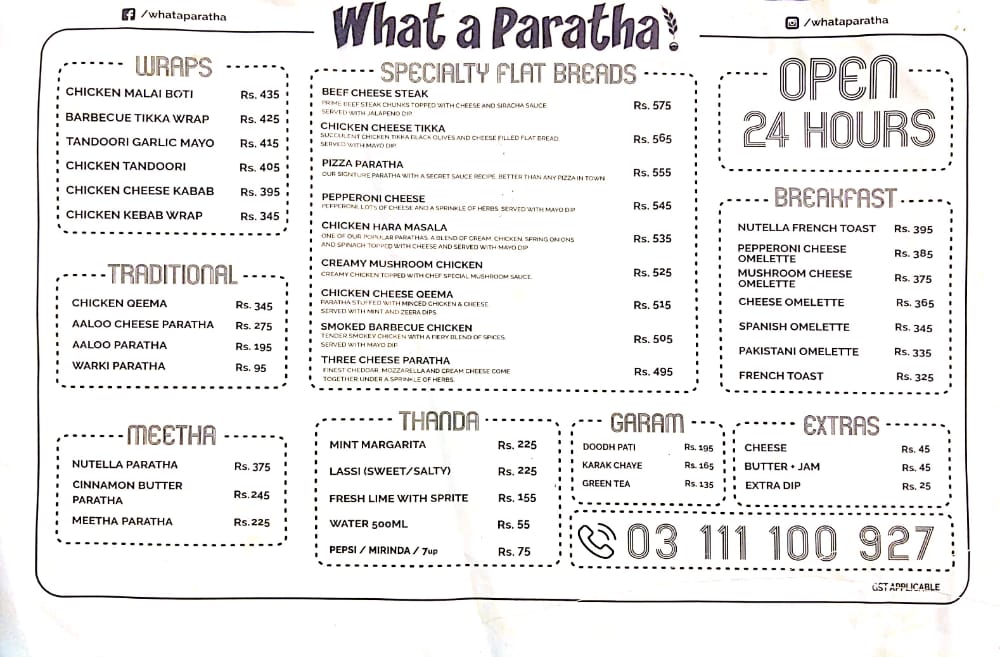 /whataparatha
What a Paratha!
/whataparatha
WRAPS
CHICKEN MALAI BOTI Rs. 435
BARBECUE TIKKA WRAP Rs. 425
TANDOORI GARLIC MAYO Rs. 415
CHICKEN TANDOORI Rs. 405
CHICKEN CHEESE KABAB Rs. 395
CHICKEN KEBAB WRAP Rs. 345
TRADITIONAL
CHICKEN QEEMA Rs. 345
AALOO CHEESE PARATHA Rs. 275
AALOO PARATHA Rs. 195
WARKI PARATHA Rs. 95
MEETHA
NUTELLA PARATHA Rs. 375
CINNAMON BUTTER
PARATHA Rs.245
MEETHA PARATHA Rs.225
SPECIALTY FLAT BREADS
BEEF CHEESE STEAK Rs. 575
PRIME BEEF STEAK CHUNKS TOPPED WITH CHEESE AND SIRACHA SAUCE.
SERVED WITH JALAPENO DIP.
CHICKEN CHEESE TIKKA Rs. 565
SUCCULENT CHICKEN TIKKA BLACK OLIVES AND CHEESE FILLED FLAT BREAD.
SERVED WITH MAYO DIP.
PIZZA PARATHA Rs. 555
OUR SIGNTURE PARATHA WITH A SECRET SAUCE RECIPE. BETTER THAN ANY PIZZA IN TOWN
PEPPERONI CHEESE Rs. 545
PEPPERONI, LOTS OF CHEESE AND A SPRINKLE OF HERBS. SERVED WITH MAYO DIP
CHICKEN HARA MASALA Rs. 535
ONE OF OUR POPULAR PARATHAS. A BLEND OF CREAM, CHICKEN, SPRING ONIONS
AND SPINACH TOPPED WITH CHEESE AND SERVED WITH MAYO DIP
CREAMY MUSHROOM CHICKEN Rs. 525
CREAMY CHICKEN TOPPED WITH CHEF SPECIAL MUSHROOM SAUCE.
CHICKEN CHEESE QEEMA Rs. 515
PARATHA STUFFED WITH MINCED CHICKEN & CHEESE.
SERVED WITH MINT AND ZEERA DIPS.
SMOKED BARBECUE CHICKEN Rs. 505
TENDER SMOKEY CHICKEN WITH A FIERY BLEND OF SPICES.
SERVED WITH MAYO DIP
THREE CHEESE PARATHA Rs. 495
FINEST CHEDDAR, MOZZARELLA AND CREAM CHEESE COME
TOGETHER UNDER A SPRINKLE OF HERBS.
THANDA
MINT MARGARITA Rs. 225
LASSI (SWEET/SALTY) Rs. 225
FRESH LIME WITH SPRITE Rs. 155
WATER 500ML Rs. 55
PEPSI / MIRINDA / 7up Rs. 75
OPEN
24 HOURS
BREAKFAST
NUTELLA FRENCH TOAST Rs. 395
PEPPERONI CHEESE
OMELETTE Rs. 385
MUSHROOM CHEESE
OMELETTE Rs. 375
CHEESE OMELETTE Rs. 365
SPANISH OMELETTE Rs. 345
PAKISTANI OMELETTE Rs. 335
FRENCH TOAST Rs. 325
GARAM
DOODH PATI Rs. 195
KARAK CHAYE Rs. 165
GREEN TEA Rs. 135
EXTRAS
CHEESE Rs. 45
BUTTER + JAM Rs. 45
EXTRA DIP Rs. 25
03 111 100 927
GST APPLICABLE